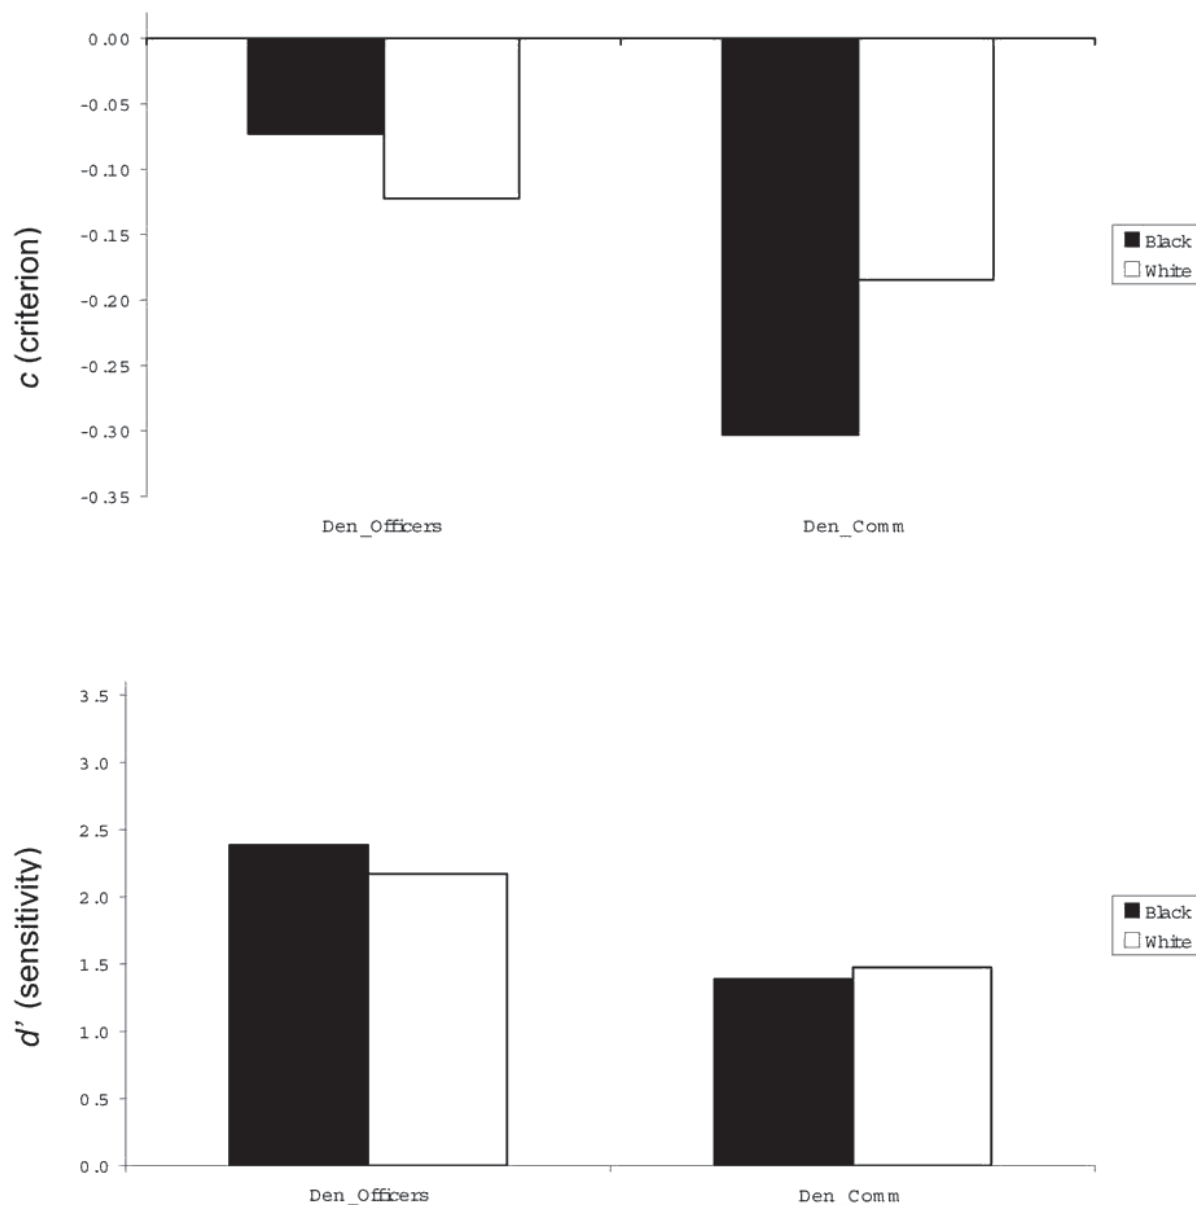 0.00
-0.05
-0.10
-0.15
-0.20
-0.25
-0.30
-0.35
c (criterion)
Den_Officers
Den_Comm
Black
White
3.5
3.0
2.5
2.0
1.5
1.0
0.5
0.0
d' (sensitivity)
Den_Officers
Den Comm
Black
White